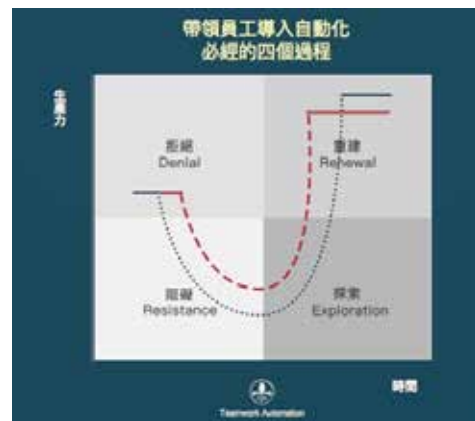 帶領員工導入自動化
必經的四個過程
生產力
拒絕
Denial
重建
Renewal
阻礙
Resistance
探索
Exploration
時間
Teamwork Automation